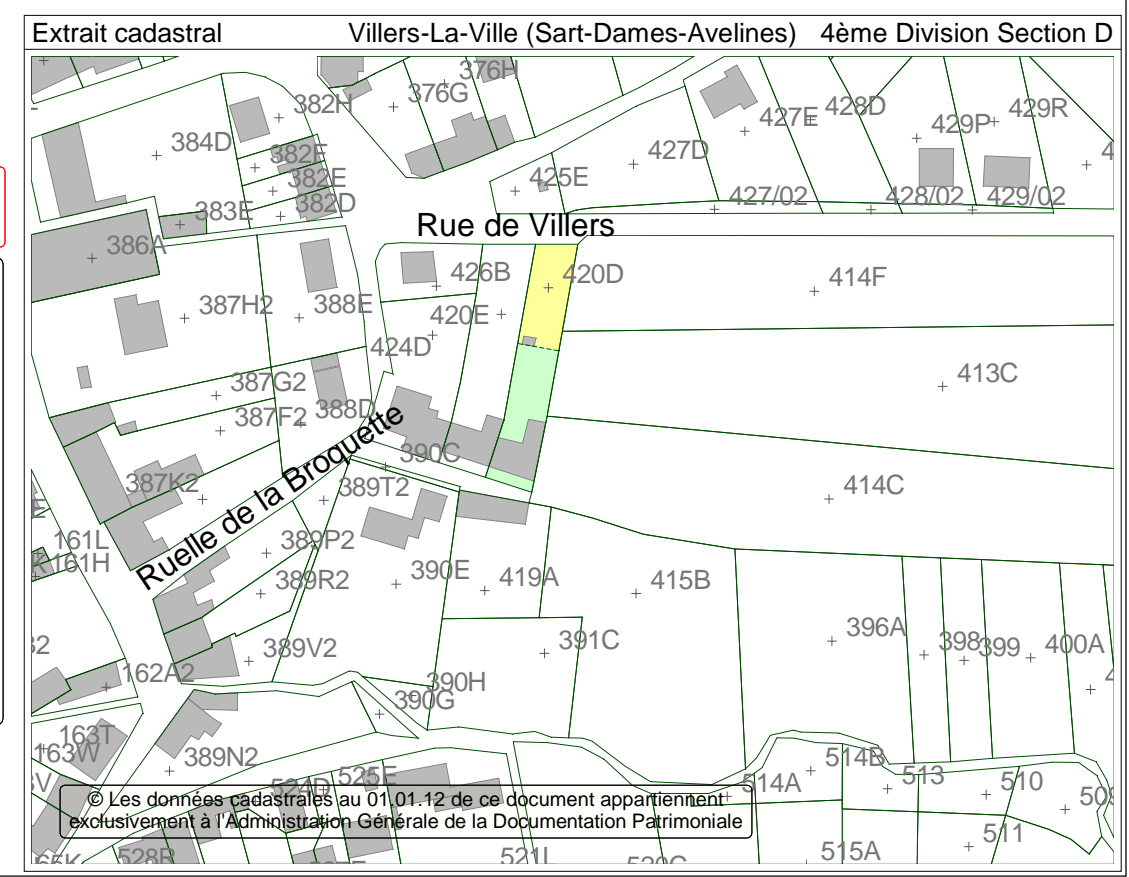 Extrait cadastral Villers-La-Ville (Sart-Dames-Avelines) 4ème Division Section D
376H
376G
382H
427E
428D
429P
429R
384D
382F
427D
382E
425E
382D
383E
427/02
428/02
429/02
Rue de Villers
386A
426B
420D
414F
387H2
388E
420E
424D
387G2
413C
387F2
388D
390C
387K2
389T2
414C
Ruelle de la Broquette
161L
161H
389P2
389R2
390E
419A
415B
396A
398
399
400A
389V2
391C
162A2
390H
390G
163T
163W
389N2
514B
525E
524D
514A
513
510
© Les données cadastrales au 01.01-12 de ce document appartiennent
exclusivement à l'Administration Générale de la Documentation Patrimoniale
511
528R
521L
515A